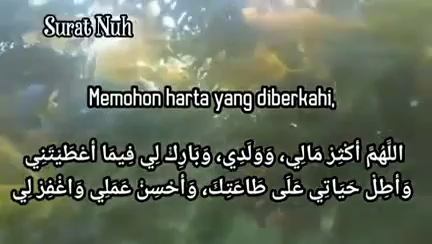 Surat Nuh
Memohon harta yang diberkahi,
اللَّهُمَّ أَكْثِرْ مَالِي، وَوَلَدِي، وَبَارِكْ لِي فِيمَا أَعْطَيْتَنِي
وَأَطِلْ حَيَاتِي عَلَى طَاعَتِكَ، وَأَحْسِنْ عَمَلِي وَاغْفِرْ لِي